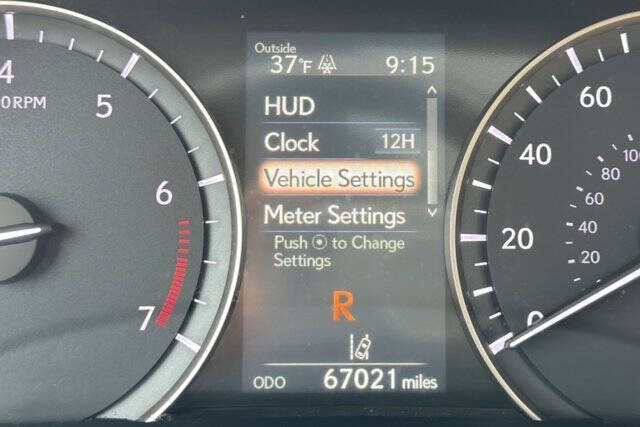 Outside
37°F 9:15
HUD
Clock 12H
Vehicle Settings
Meter Settings
Push ⦿ to Change
Settings
R
ODO 67021 miles
4
5
6
7
60
40
20
0
100
80
60
40
20